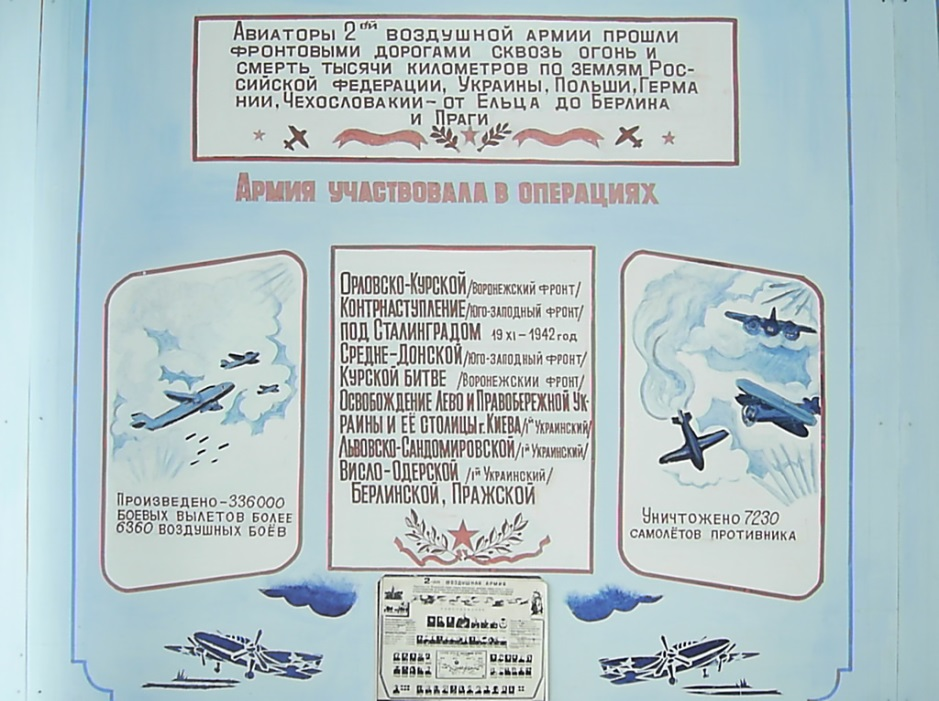 Авиаторы 2ой воздушной армии прошли
фронтовыми дорогами сквозь огонь и
смерть тысячи километров по землям Рос-
сийской Федерации, Украины, Польши, Герма
нии, Чехословакии - от Ельца до Берлина
и Праги
Армия участвовала в операциях
Произведено - 336000
боевых вылетов более
6360 воздушных боёв
Орловско-Курской /Воронежский фронт/
Контрнаступление /Юго-Западный фронт/
под Сталинградом 19 XI - 1942 год
Средне-Донской /Юго-Западный фронт/
Курской битве /Воронежский фронт/
Освобождение Лево и Правобережной Ук-
раины и её столицы г. Киева /1й Украинский/
Львовско-Сандомировской /1й Украинский/
Висло-Одерской /1й Украинский/
Берлинской, Пражской
Уничтожено 7230
самолётов противника
2-ая воздушная армия